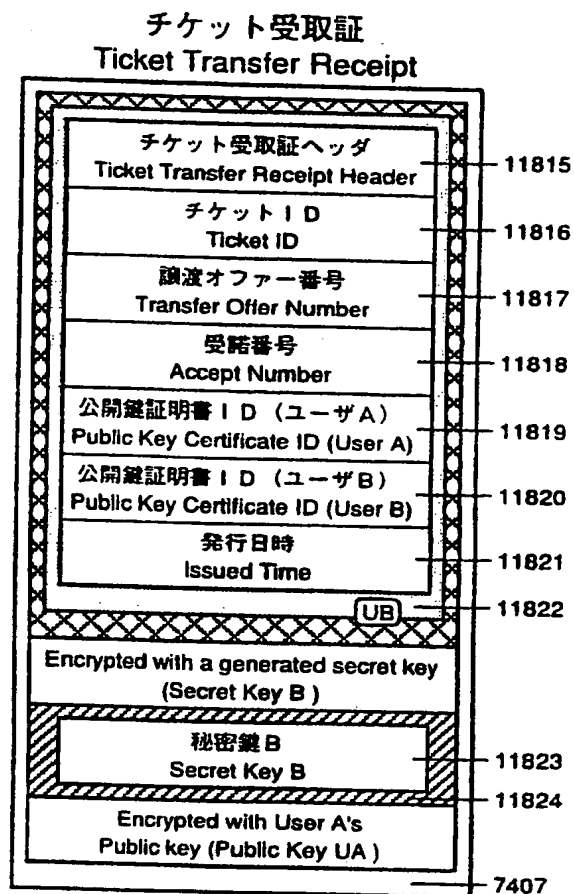 チケット受取証
Ticket Transfer Receipt
チケット受取証ヘッダ
Ticket Transfer Receipt Header
11815
チケットID
Ticket ID
11816
譲渡オファー番号
Transfer Offer Number
11817
受諾番号
Accept Number
11818
公開鍵証明書ID(ユーザA)
Public Key Certificate ID (User A)
11819
公開鍵証明書ID(ユーザB)
Public Key Certificate ID (User B)
11820
発行日時
Issued Time
11821
UB
11822
Encrypted with a generated secret key
(Secret Key B )
秘密鍵B
Secret Key B
11823
11824
Encrypted with User A's
Public key (Public Key UA )
7407